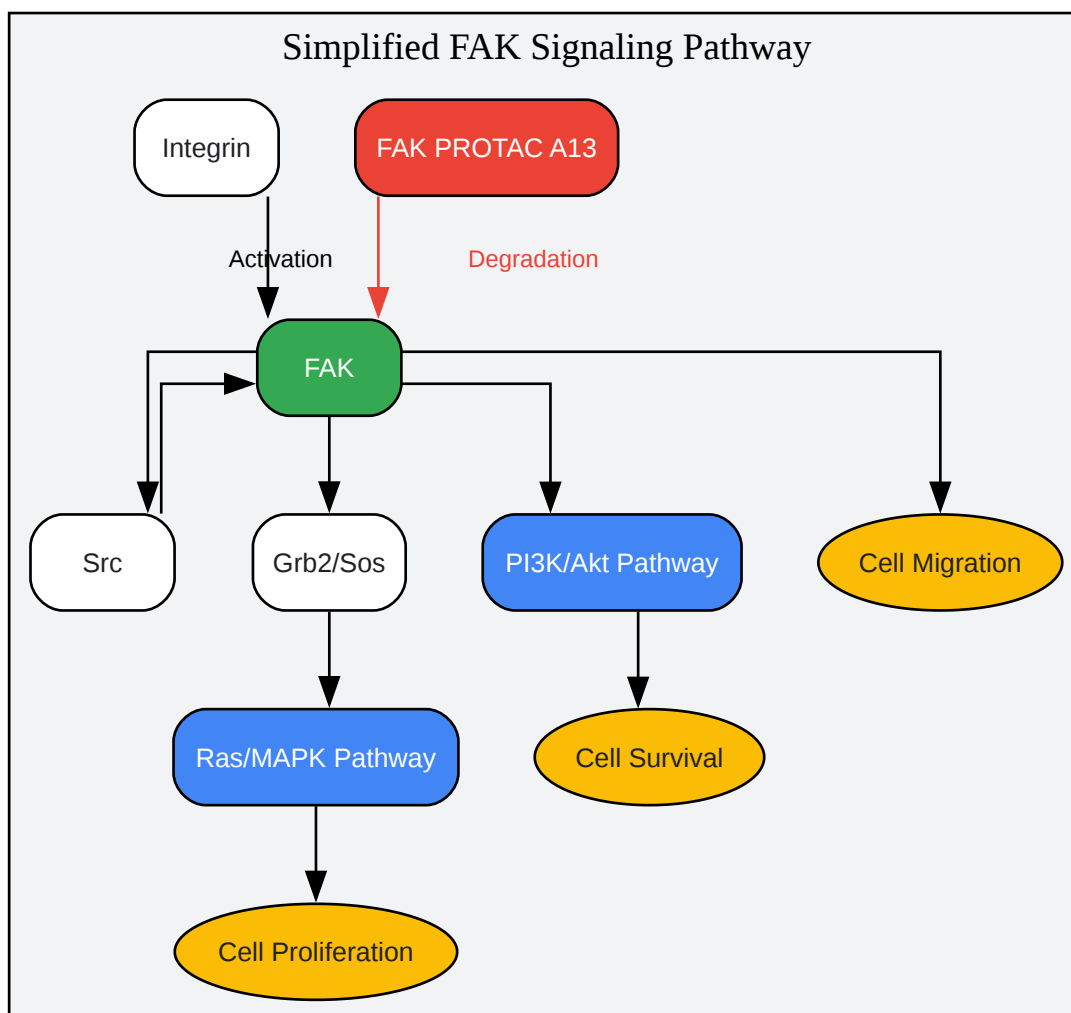 Simplified FAK Signaling Pathway
Integrin
FAK PROTAC A13
Activation
Degradation
FAK
Src
Grb2/Sos
PI3K/Akt Pathway
Cell Migration
Ras/MAPK Pathway
Cell Survival
Cell Proliferation